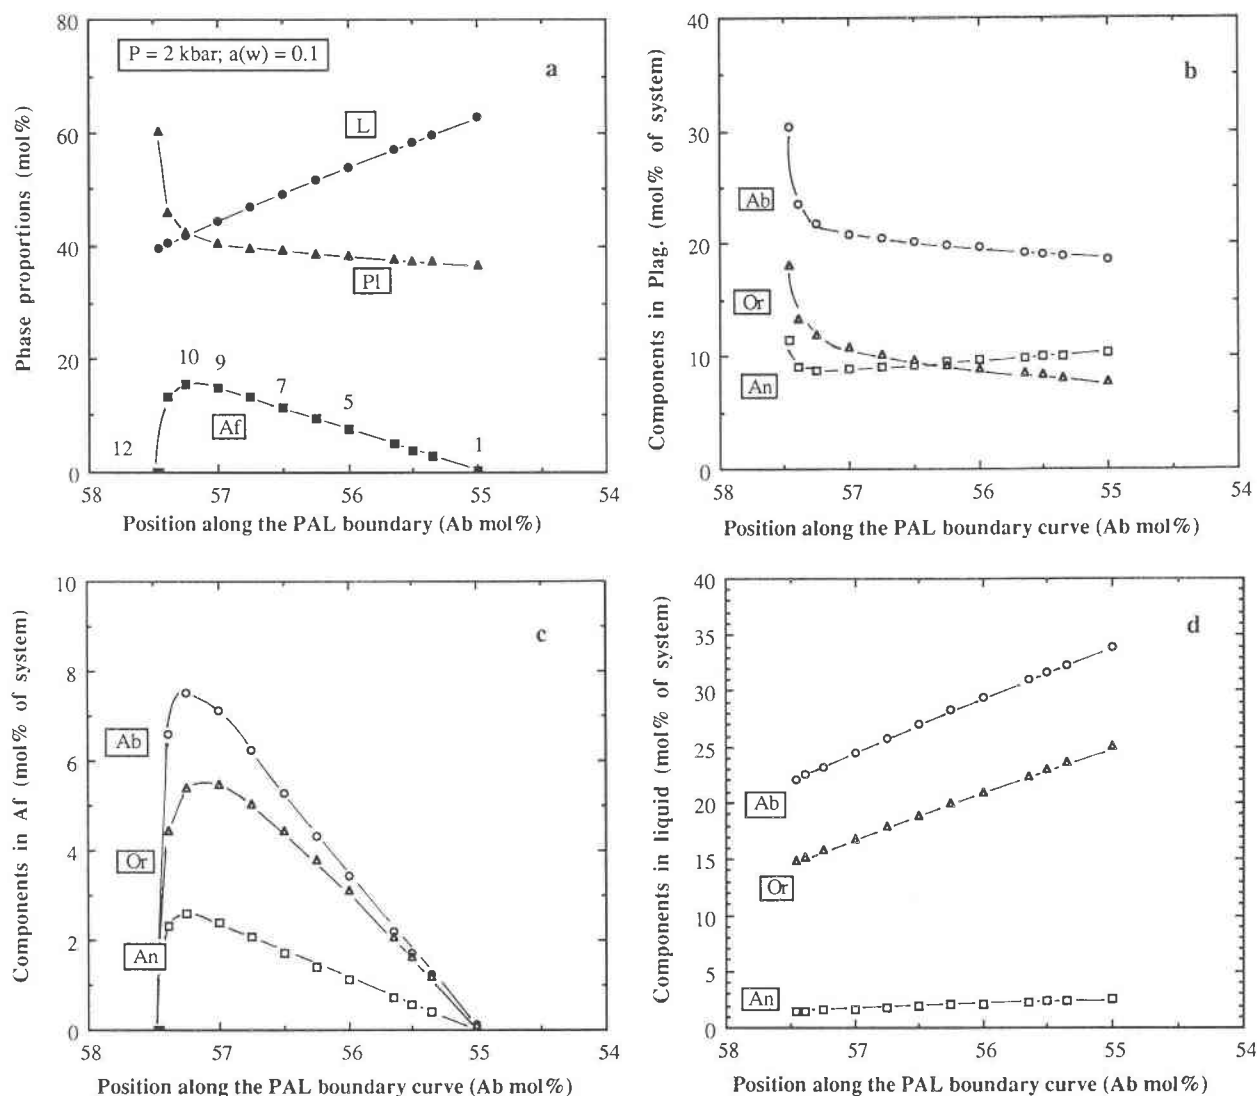 80
P = 2 kbar; a(w) = 0.1
a
60
L
40
Pl
20
10
9
7
5
Af
12
1
0
58
57
56
55
54
Phase proportions (mol%)
Position along the PAL boundary (Ab mol%)
40
b
30
Ab
20
Or
10
An
0
58
57
56
55
54
Components in Plag. (mol% of system)
Position along the PAL boundary curve (Ab mol%)
10
c
8
Ab
6
Or
4
2
An
0
58
57
56
55
54
Components in Af (mol% of system)
Position along the PAL boundary curve (Ab mol%)
40
d
35
30
25
Ab
20
15
Or
10
5
An
0
58
57
56
55
54
Components in liquid (mol% of system)
Position along the PAL boundary curve (Ab mol%)